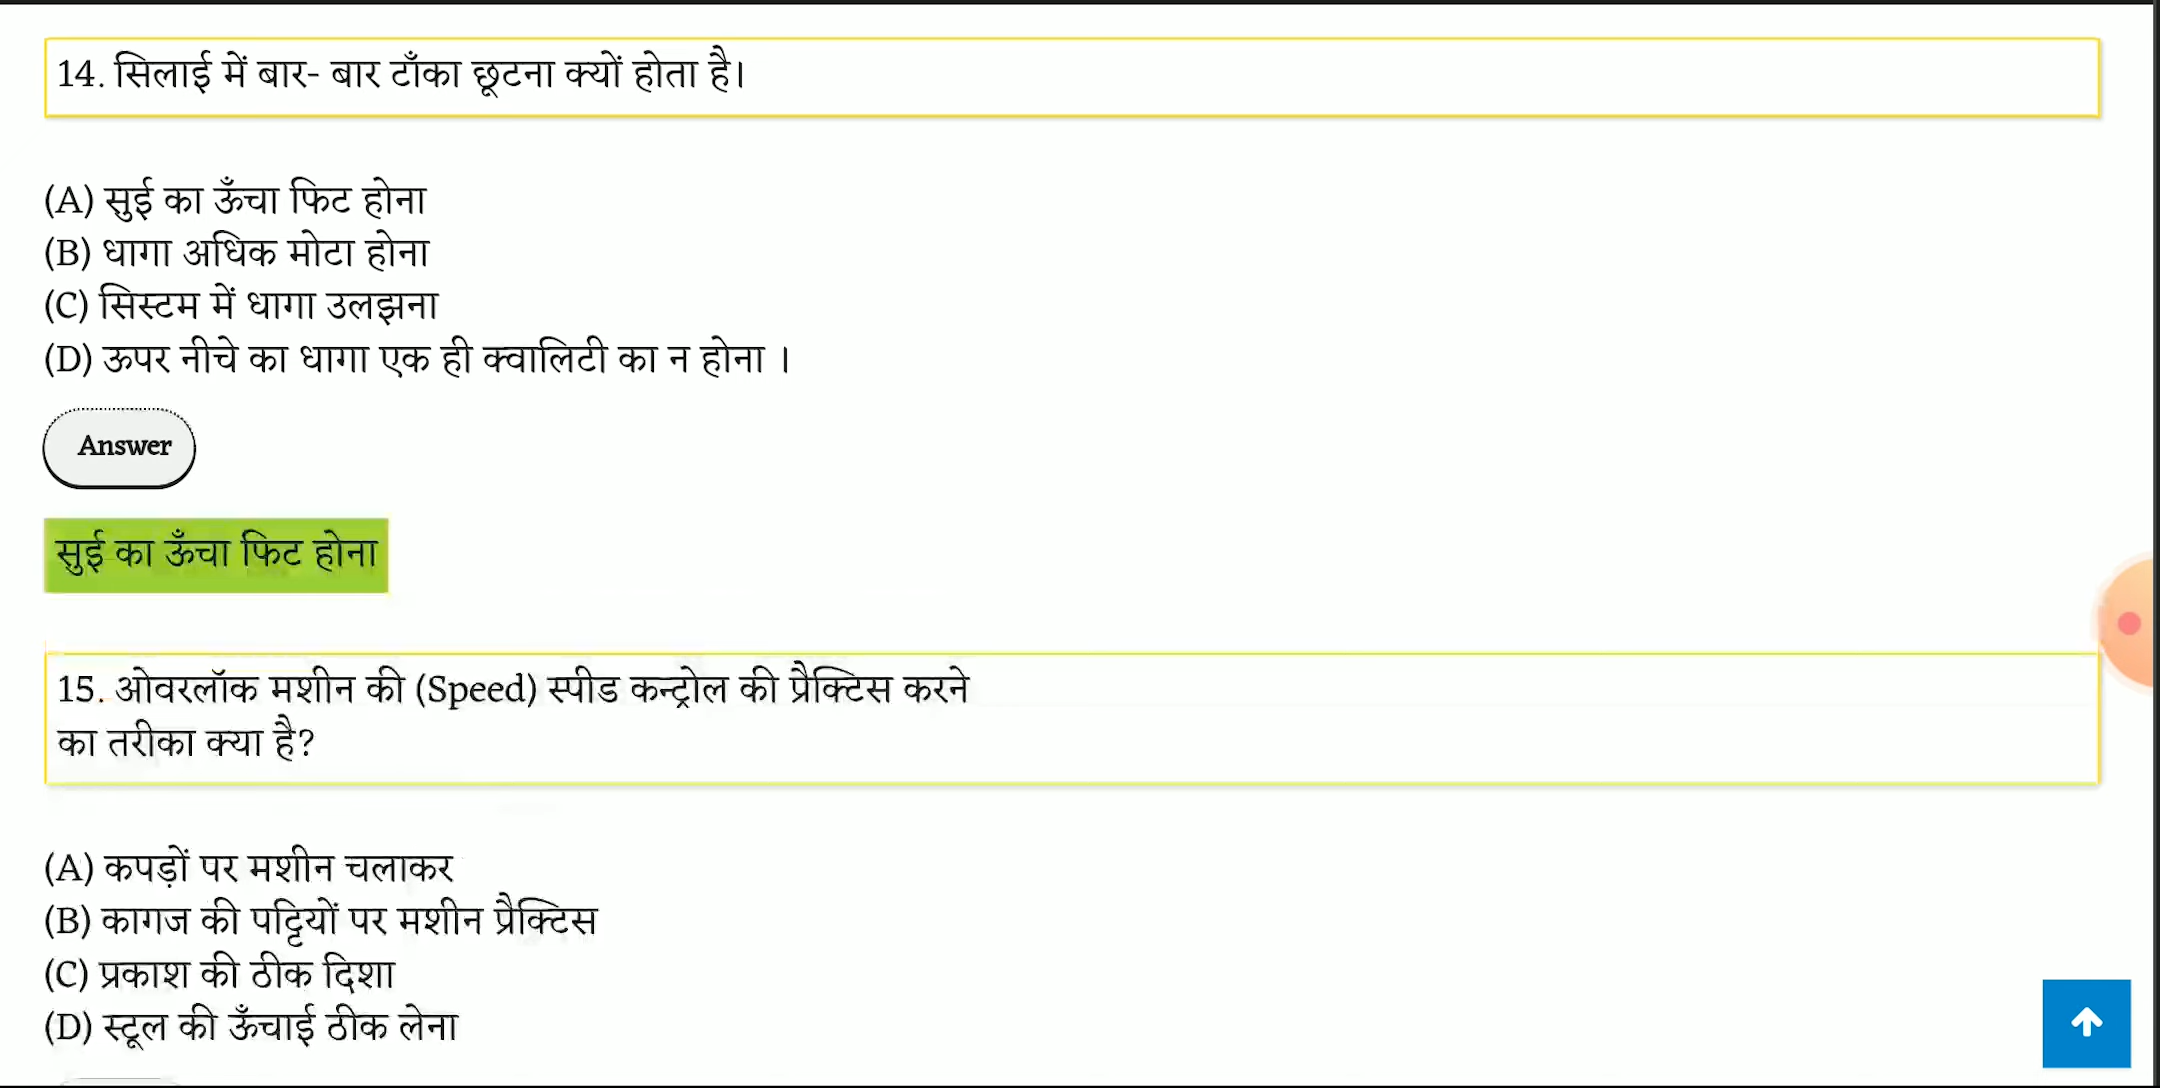 14. सिलाई में बार- बार टाँका छूटना क्यों होता है।
(A) सुई का ऊँचा फिट होना
(B) धागा अधिक मोटा होना
(C) सिस्टम में धागा उलझना
(D) ऊपर नीचे का धागा एक ही क्वालिटी का न होना ।
Answer
सुई का ऊँचा फिट होना
15. ओवरलॉक मशीन की (Speed) स्पीड कन्ट्रोल की प्रैक्टिस करने
का तरीका क्या है?
(A) कपड़ों पर मशीन चलाकर
(B) कागज की पट्टियों पर मशीन प्रैक्टिस
(C) प्रकाश की ठीक दिशा
(D) स्टूल की ऊँचाई ठीक लेना